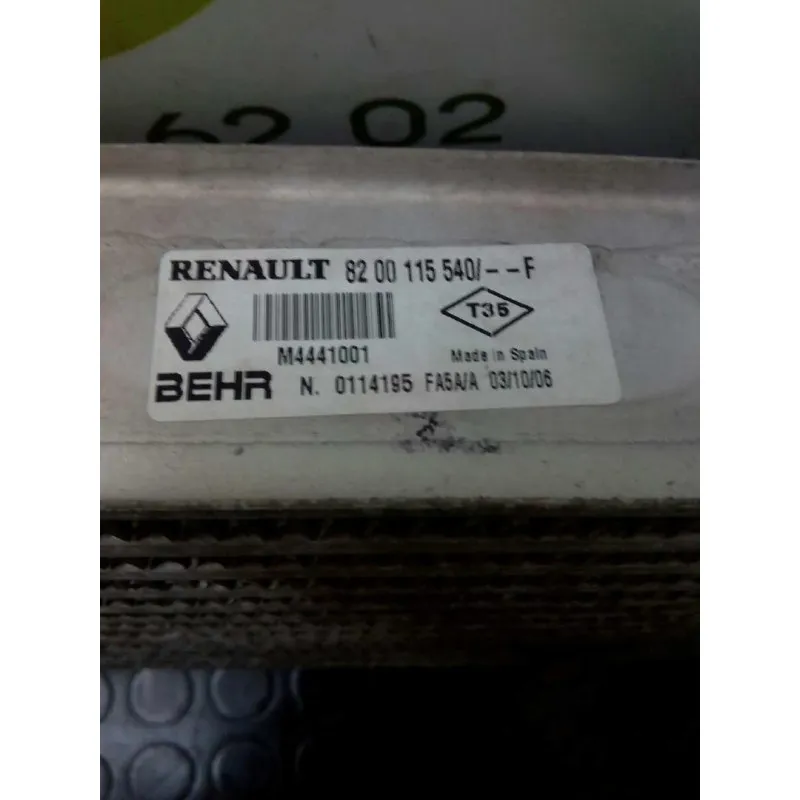 62 02
RENAULT 82 00 115 540/--F
T35
M4441001
Made in Spain
BEHR N. 0114195 FA5A/A 03/10/06